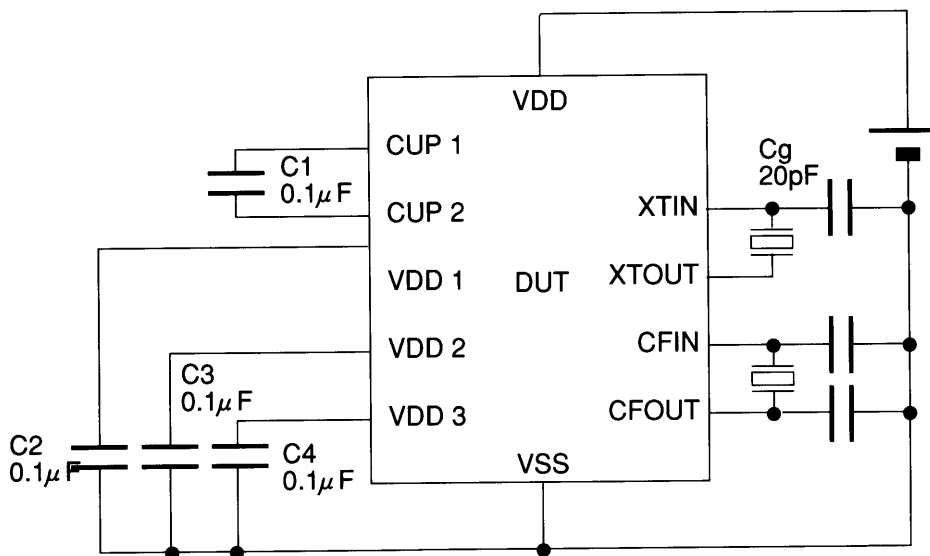 VDD
CUP 1
C1
0.1μF
CUP 2
Cg
20pF
XTIN
VDD 1
DUT
XTOUT
VDD 2
C3
0.1μF
CFIN
VDD 3
CFOUT
C2
0.1μF
C4
0.1μF
VSS